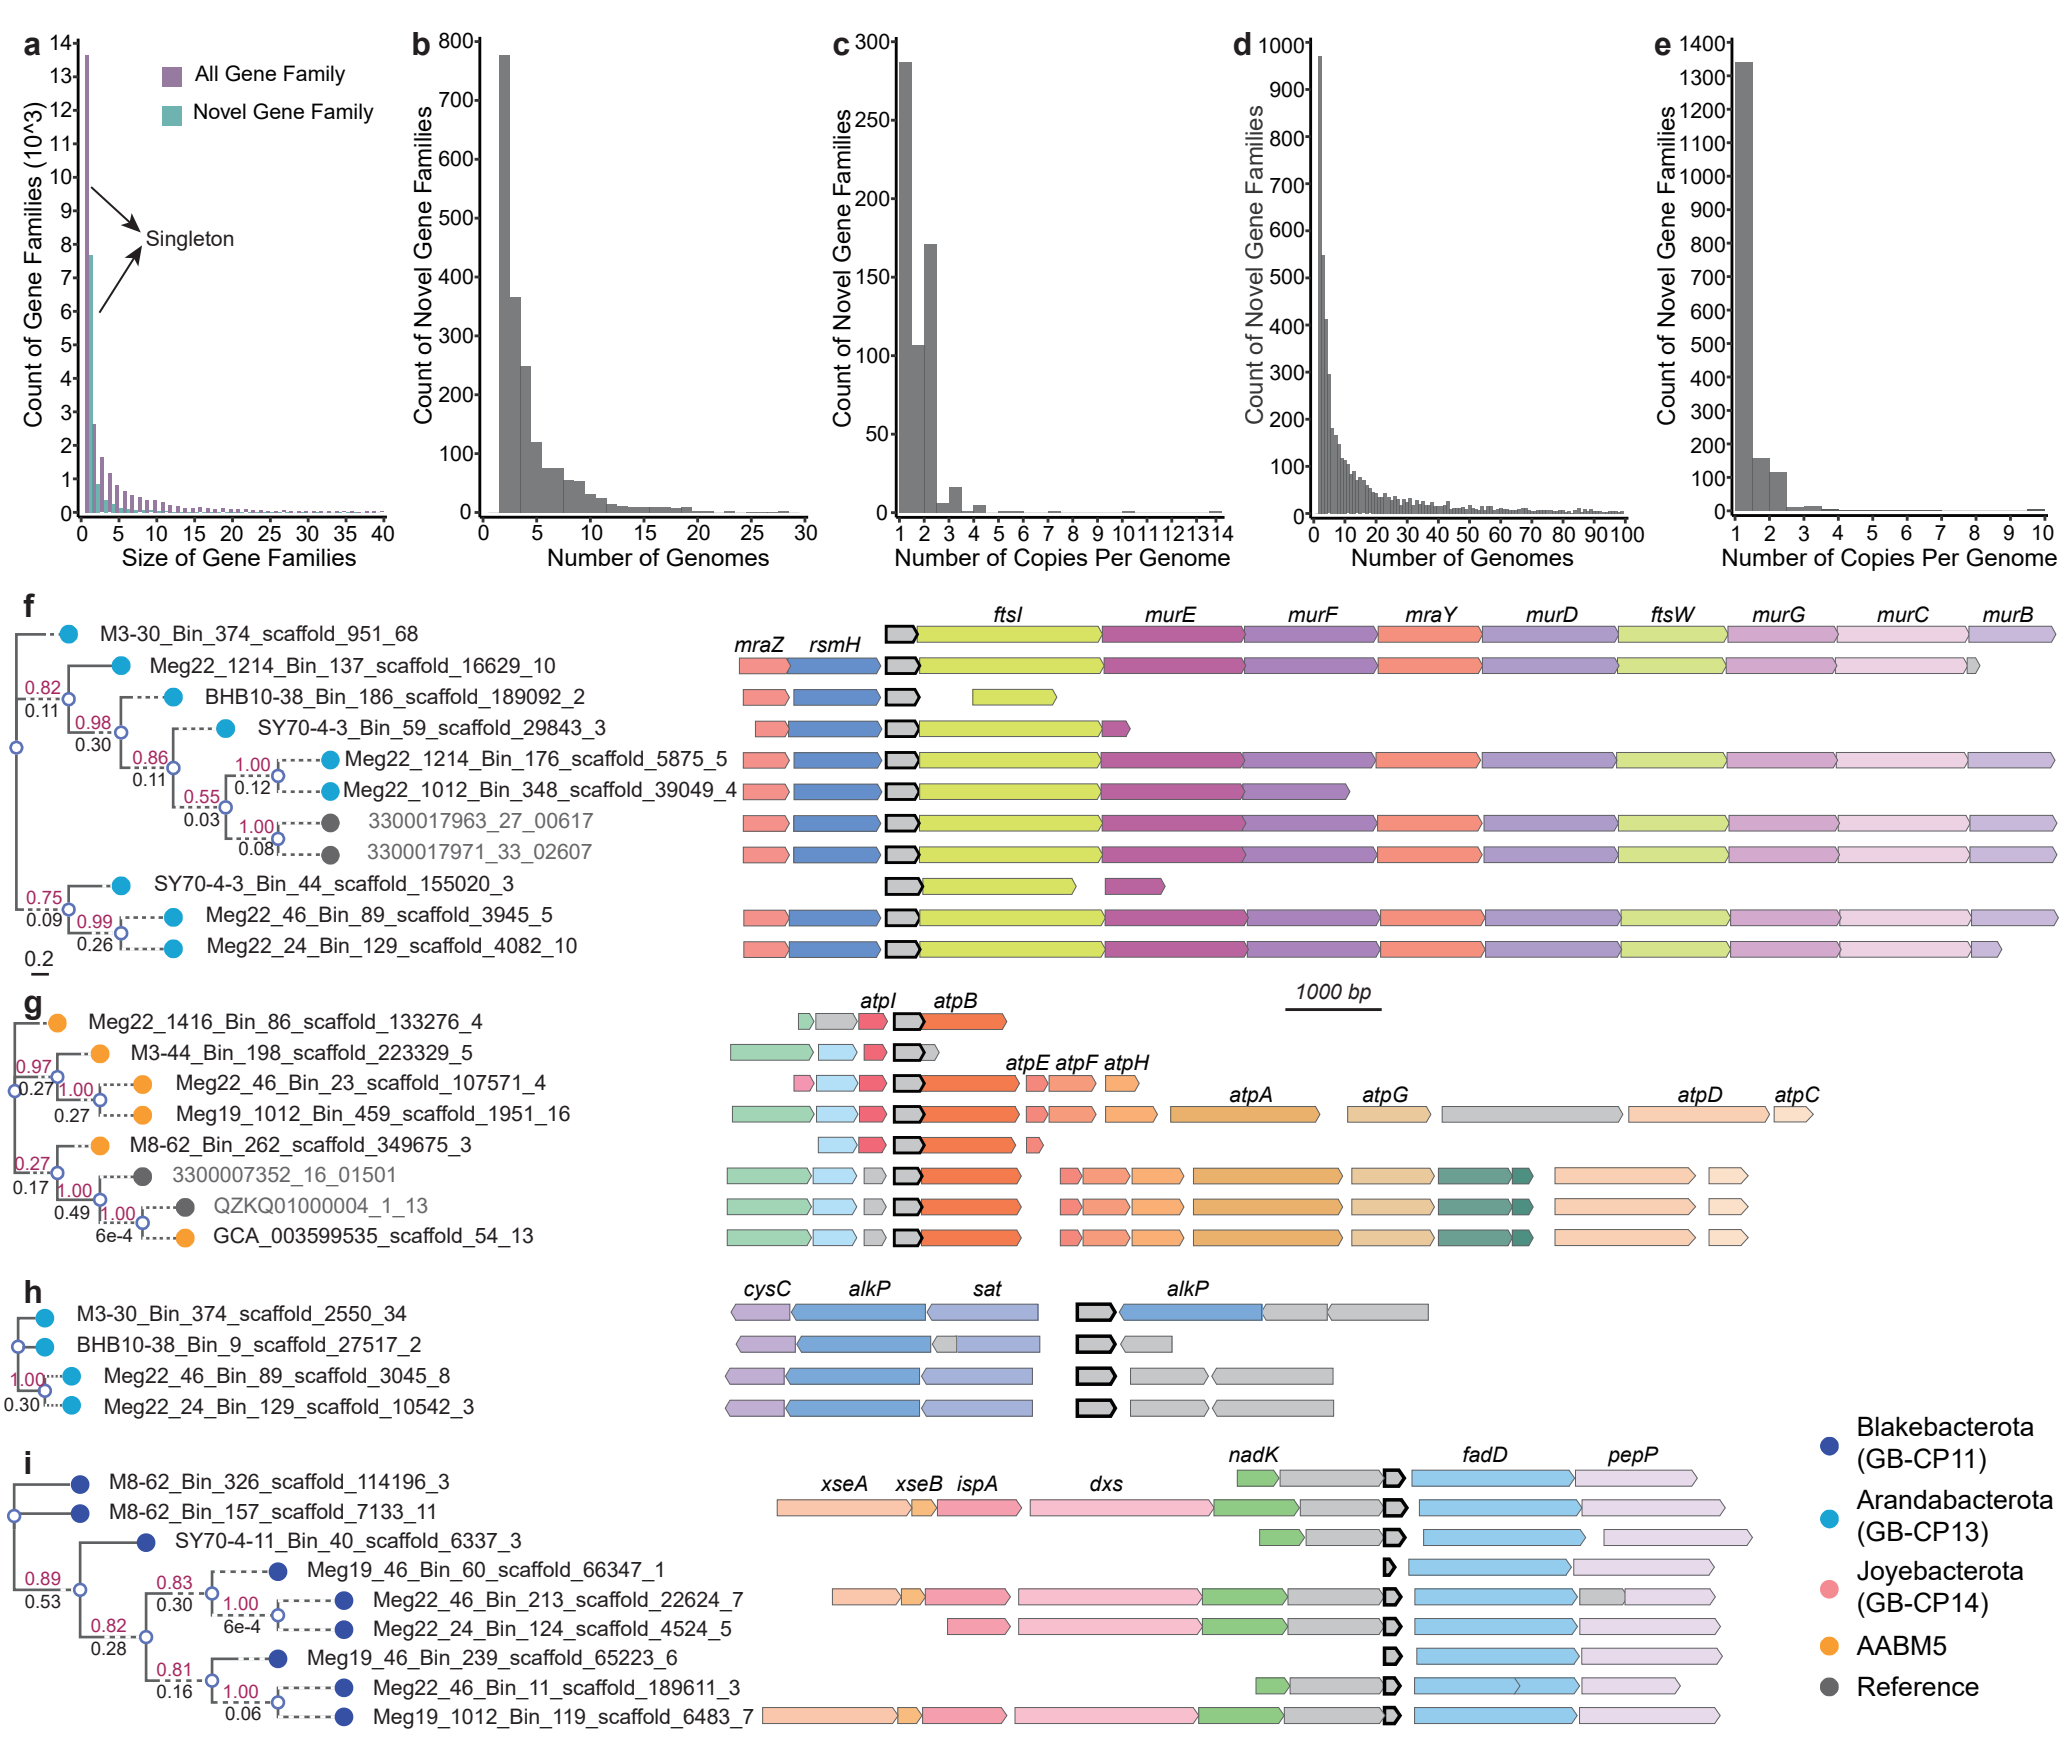 a
14
13
12
11
10
9
8
7
6
5
4
3
2
1
0
Count of Gene Families (10^3)
All Gene Family
Novel Gene Family
Singleton
0 5 10 15 20 25 30 35 40
Size of Gene Families
b
800
700
600
500
400
300
200
100
0
Count of Novel Gene Families
0 5 10 15 20 25 30
Number of Genomes
c
300
250
200
150
100
50
0
Count of Novel Gene Families
1 2 3 4 5 6 7 8 9 10 11 12 13 14
Number of Copies Per Genome
d
1000
900
800
700
600
500
400
300
200
100
0
Count of Novel Gene Families
0 10 20 30 40 50 60 70 80 90 100
Number of Genomes
e
1400
1300
1200
1100
1000
900
800
700
600
500
400
300
200
100
0
Count of Novel Gene Families
1 2 3 4 5 6 7 8 9 10
Number of Copies Per Genome
f
mraZ rsmH ftsI murE murF mraY murD ftsW murG murC murB
M3-30_Bin_374_scaffold_951_68
Meg22_1214_Bin_137_scaffold_16629_10
0.82
0.11
BHB10-38_Bin_186_scaffold_189092_2
0.98
0.30
SY70-4-3_Bin_59_scaffold_29843_3
0.86
0.11
Meg22_1214_Bin_176_scaffold_5875_5
1.00
0.12
Meg22_1012_Bin_348_scaffold_39049_4
0.55
0.03
3300017963_27_00617
1.00
0.08
3300017971_33_02607
SY70-4-3_Bin_44_scaffold_155020_3
0.75
0.09
Meg22_46_Bin_89_scaffold_3945_5
0.99
0.26
Meg22_24_Bin_129_scaffold_4082_10
0.2
1000 bp
g
atpI atpB
Meg22_1416_Bin_86_scaffold_133276_4
M3-44_Bin_198_scaffold_223329_5
atpE atpF atpH
0.97
0.27
Meg22_46_Bin_23_scaffold_107571_4
1.00
0.27
Meg19_1012_Bin_459_scaffold_1951_16
atpA atpG atpD atpC
M8-62_Bin_262_scaffold_349675_3
0.27
0.17
3300007352_16_01501
1.00
0.49
QZKQ01000004_1_13
1.00
6e-4
GCA_003599535_scaffold_54_13
h
cysC alkP sat alkP
M3-30_Bin_374_scaffold_2550_34
BHB10-38_Bin_9_scaffold_27517_2
Meg22_46_Bin_89_scaffold_3045_8
1.00
0.30
Meg22_24_Bin_129_scaffold_10542_3
i
nadK fadD pepP
xseA xseB ispA dxs
M8-62_Bin_326_scaffold_114196_3
M8-62_Bin_157_scaffold_7133_11
SY70-4-11_Bin_40_scaffold_6337_3
0.89
0.53
Meg19_46_Bin_60_scaffold_66347_1
0.83
0.30
Meg22_46_Bin_213_scaffold_22624_7
1.00
6e-4
Meg22_24_Bin_124_scaffold_4524_5
0.82
0.28
Meg19_46_Bin_239_scaffold_65223_6
0.81
0.16
Meg22_46_Bin_11_scaffold_189611_3
1.00
0.06
Meg19_1012_Bin_119_scaffold_6483_7
Blakebacterota
(GB-CP11)
Arandabacterota
(GB-CP13)
Joyebacterota
(GB-CP14)
AABM5
Reference